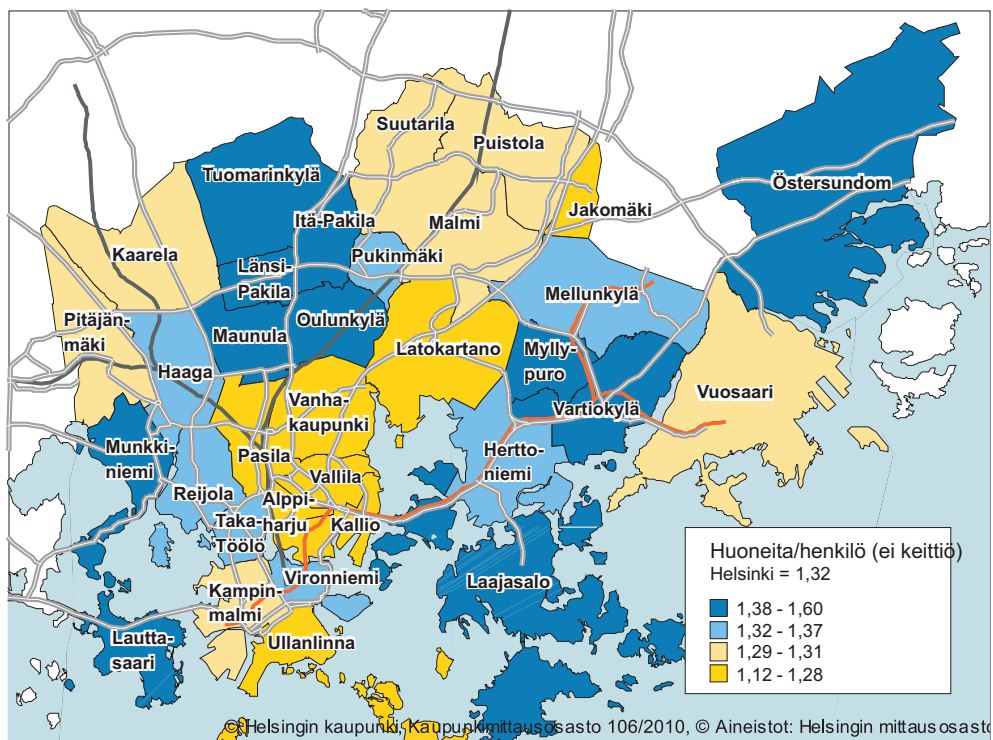 Suutarila
Puistola
Tuomarinkylä
Östersundom
Jakomäki
Itä-Pakila
Malmi
Kaarela
Pukinmäki
Länsi-
Pakila
Mellunkylä
Pitäjän-
mäki
Oulunkylä
Maunula
Latokartano
Mylly-
puro
Haaga
Vuosaari
Vanha-
kaupunki
Vartiokylä
Munkki-
niemi
Pasila
Hertto-
niemi
Vallila
Reijola
Alppi-
harju
Taka-
Töölö
Kallio
Vironniemi
Laajasalo
Kampin-
malmi
Lautta-
saari
Ullanlinna
Huoneita/henkilö (ei keittiö)
Helsinki = 1,32
1,38 - 1,60
1,32 - 1,37
1,29 - 1,31
1,12 - 1,28
© Helsingin kaupunki, Kaupunkimittausosasto 106/2010, © Aineistot: Helsingin mittausosasto